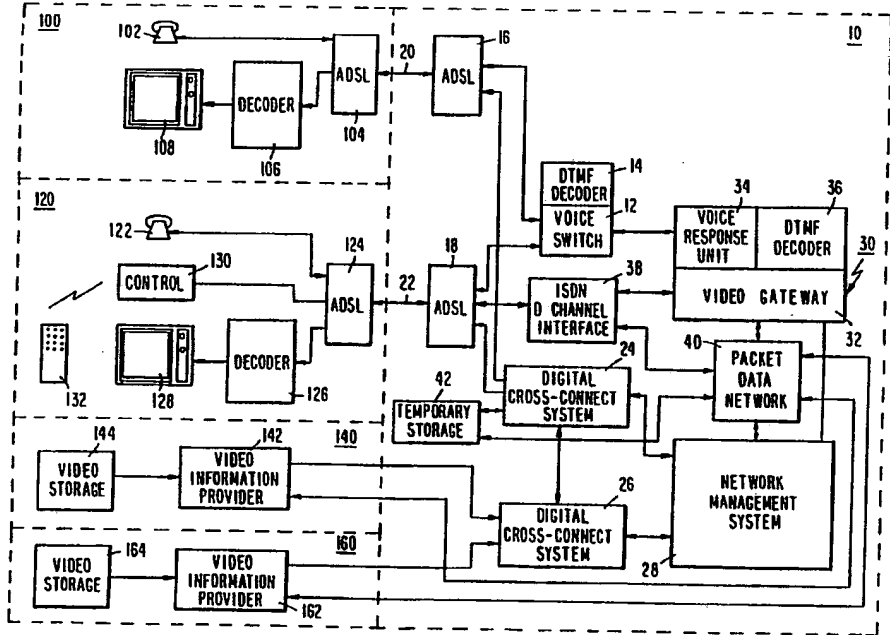 100
102
104
ADSL
DECODER
106
108
20
16
ADSL
10
120
122
130
CONTROL
124
ADSL
22
18
ADSL
132
128
DECODER
126
14
DTMF
DECODER
VOICE
SWITCH
12
34
VOICE
RESPONSE
UNIT
36
DTMF
DECODER
30
VIDEO GATEWAY
32
38
ISDN
D CHANNEL
INTERFACE
40
PACKET
DATA
NETWORK
24
DIGITAL
CROSS-CONNECT
SYSTEM
42
TEMPORARY
STORAGE
140
144
VIDEO
STORAGE
142
VIDEO
INFORMATION
PROVIDER
26
DIGITAL
CROSS-CONNECT
SYSTEM
NETWORK
MANAGEMENT
SYSTEM
28
160
VIDEO
STORAGE
164
VIDEO
INFORMATION
PROVIDER
162